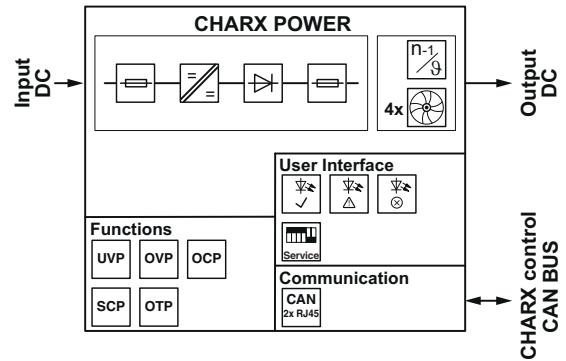 CHARX POWER
Input
DC
= =
n-1
/ϑ
4x
Output
DC
User Interface
Service
Functions
UVP OVP OCP
SCP OTP
Communication
CAN
2x RJ45
CHARX control
CAN BUS